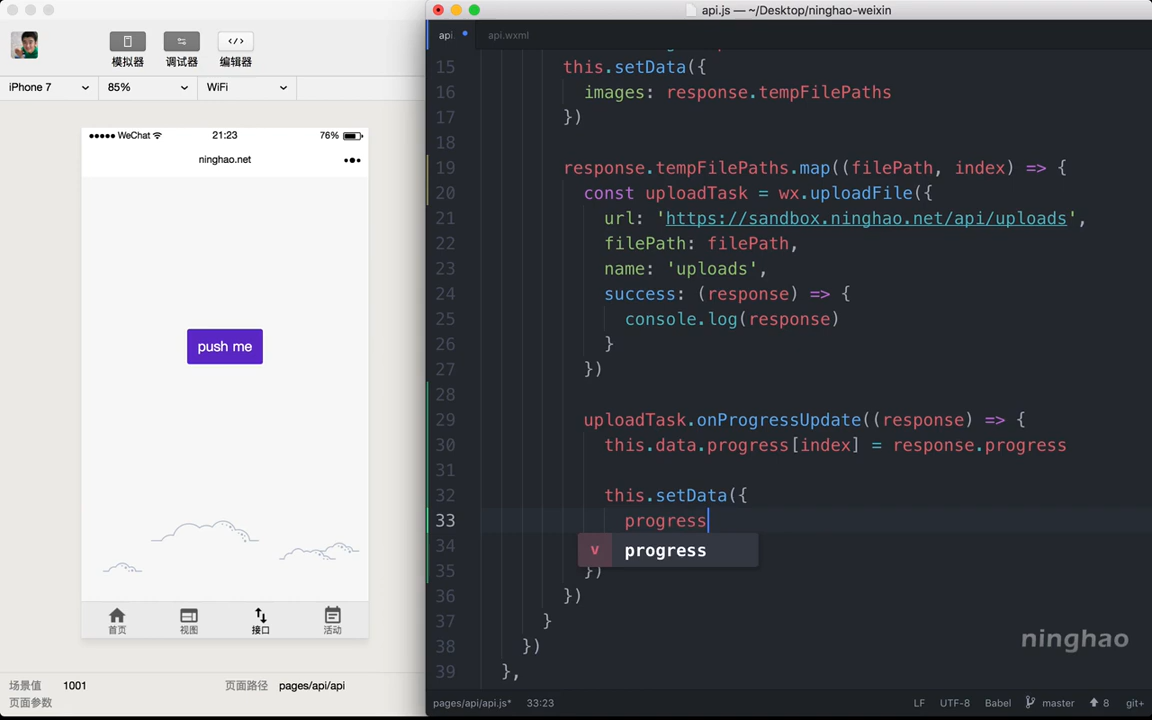 模拟器
调试器
编辑器
iPhone 7
85%
WiFi
WeChat
21:23
76%
ninghao.net
push me
首页
视图
接口
活动
场景值
1001
页面路径
pages/api/api
页面参数
api.js — ~/Desktop/ninghao-weixin
api
api.wxml
15 this.setData({
16 images: response.tempFilePaths
17 })
18
19 response.tempFilePaths.map((filePath, index) => {
20 const uploadTask = wx.uploadFile({
21 url: 'https://sandbox.ninghao.net/api/uploads',
22 filePath: filePath,
23 name: 'uploads',
24 success: (response) => {
25 console.log(response)
26 }
27 })
28
29 uploadTask.onProgressUpdate((response) => {
30 this.data.progress[index] = response.progress
31
32 this.setData({
33 progress
v progress
34
35 })
36 })
37 }
38 })
39 },
ninghao
pages/api/api.js*
33:23
LF
UTF-8
Babel
master
8
git+